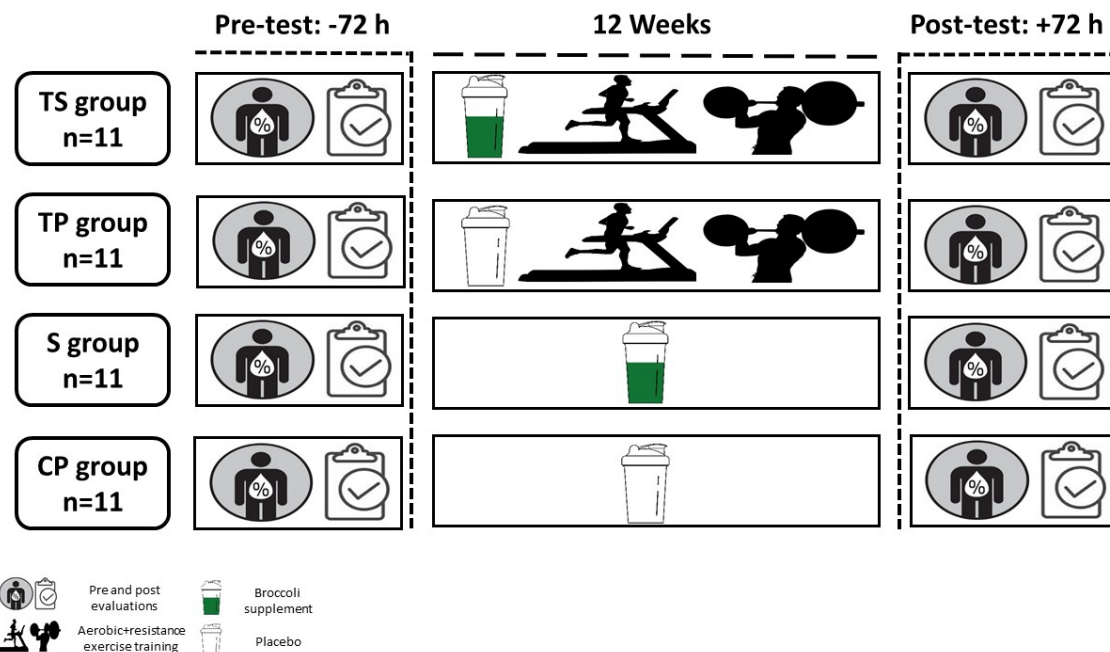 Pre-test: -72 h
12 Weeks
Post-test: +72 h
TS group
n=11
%
%
TP group
n=11
%
%
S group
n=11
%
%
CP group
n=11
%
%
Pre and post
evaluations
Broccoli
supplement
Aerobic+resistance
exercise training
Placebo